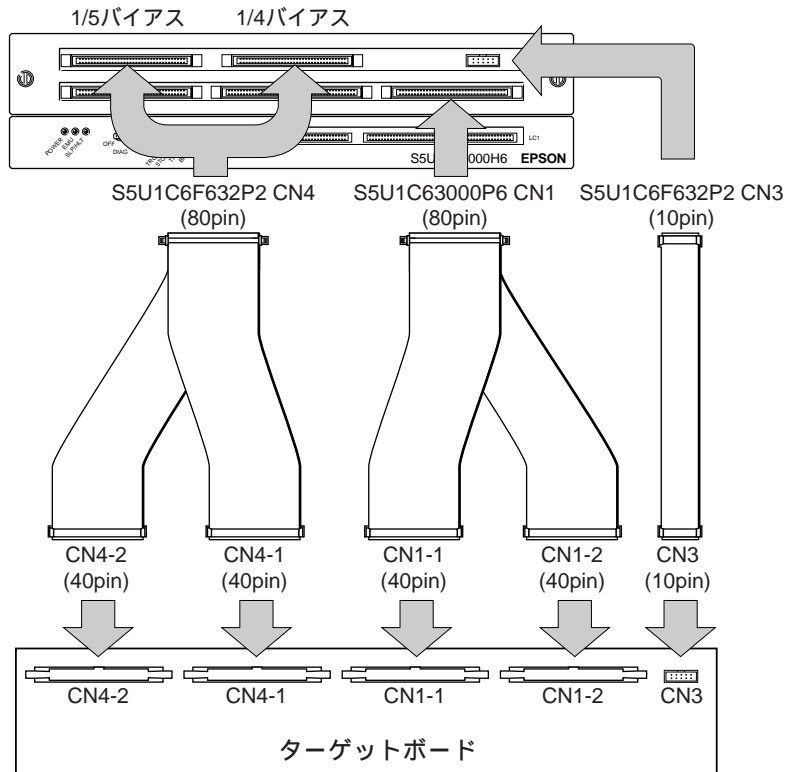 1/5バイアス 1/4バイアス
POWER
EMU
SLP/HLT
OFF
DIAG
LC1
S5U 000H6 EPSON
S5U1C6F632P2 CN4 S5U1C63000P6 CN1 S5U1C6F632P2 CN3
(80pin) (80pin) (10pin)
CN4-2 CN4-1 CN1-1 CN1-2 CN3
(40pin) (40pin) (40pin) (40pin) (10pin)
CN4-2 CN4-1 CN1-1 CN1-2 CN3
ターゲットボード